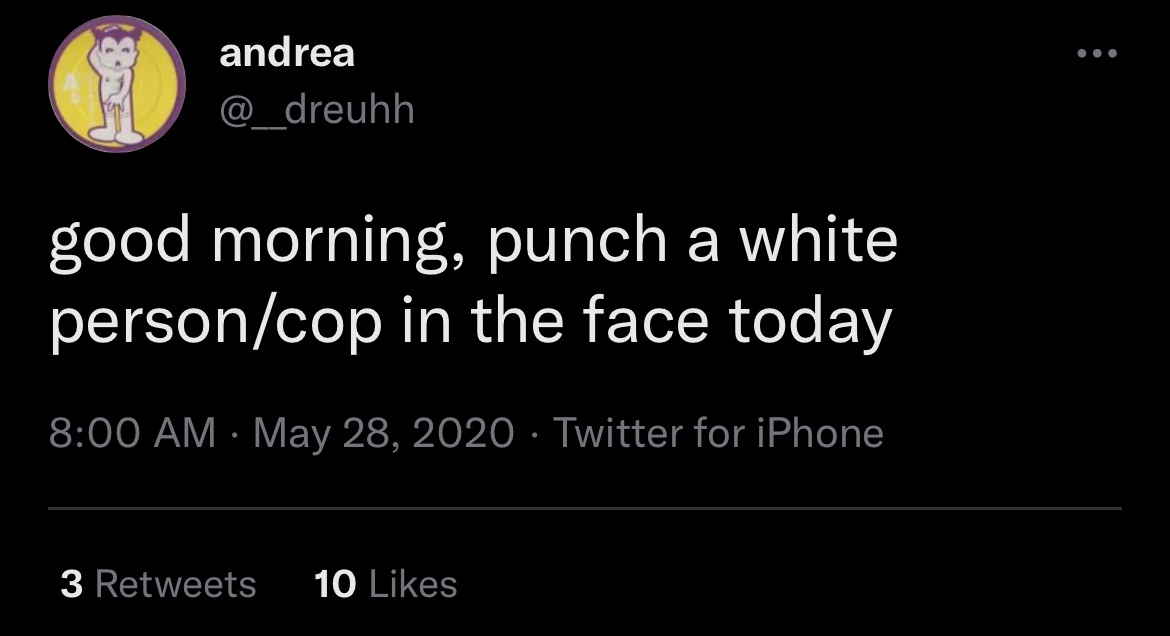 andrea
@__dreuhh
good morning, punch a white
person/cop in the face today
8:00 AM · May 28, 2020 · Twitter for iPhone
3 Retweets 10 Likes